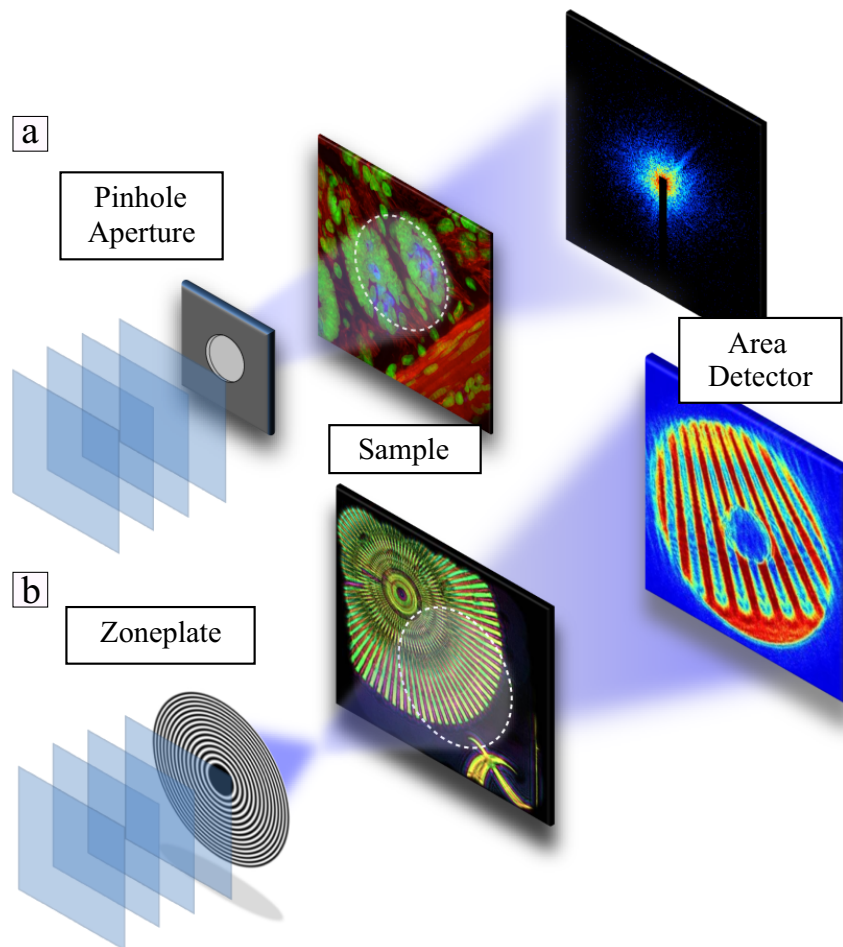 a
Pinhole
Aperture
Area
Detector
Sample
b
Zoneplate